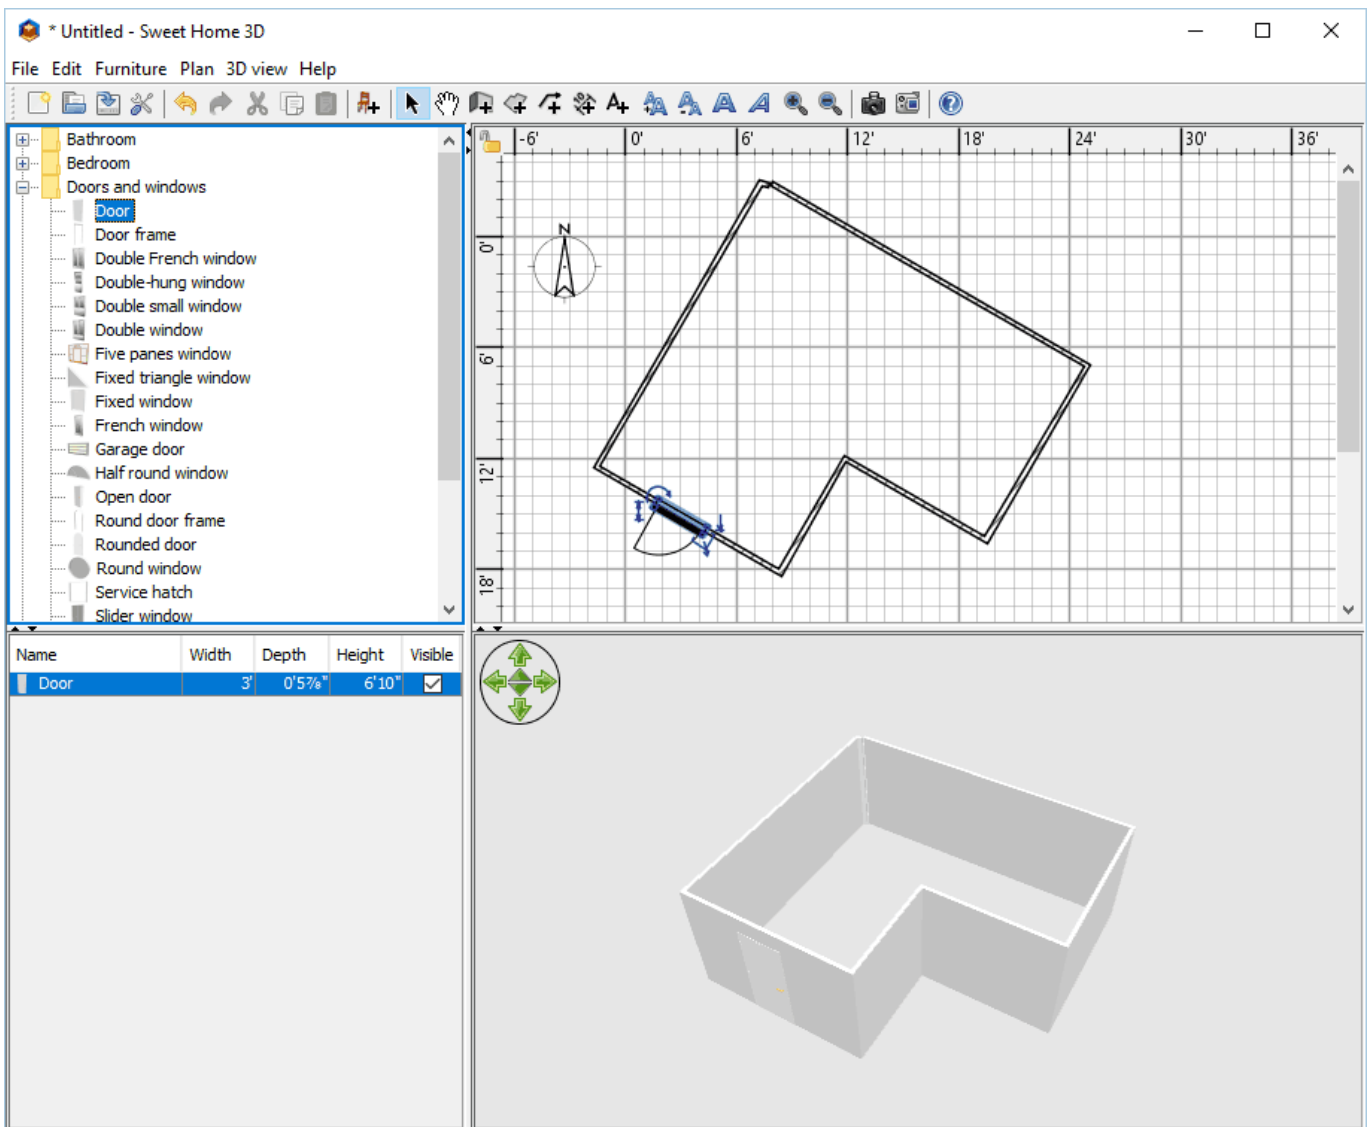 * Untitled - Sweet Home 3D
File Edit Furniture Plan 3D view Help
Bathroom
Bedroom
Doors and windows
Door
Door frame
Double French window
Double-hung window
Double small window
Double window
Five panes window
Fixed triangle window
Fixed window
French window
Garage door
Half round window
Open door
Round door frame
Rounded door
Round window
Service hatch
Slider window
-6' 0' 6' 12' 18' 24' 30' 36'
0'
6'
12'
18'
N
Name Width Depth Height Visible
Door 3' 0'5⅞" 6'10"